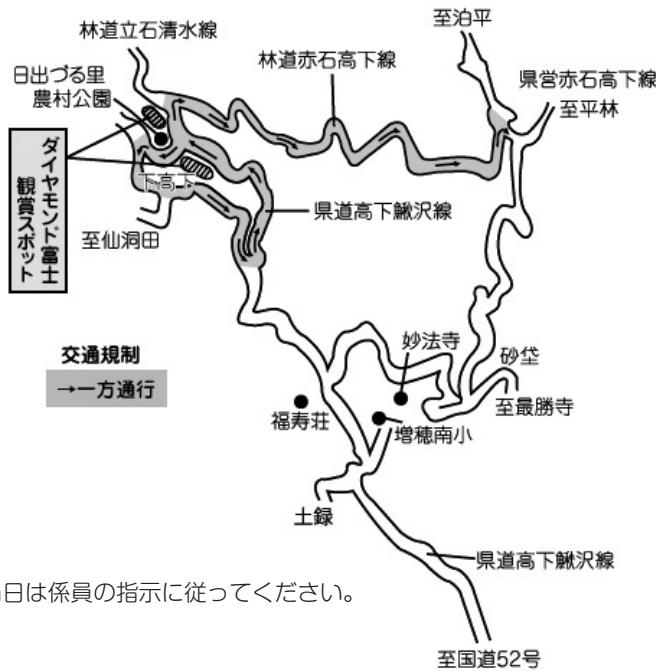 林道立石清水線
至泊平
日出づる里
農村公園
林道赤石高下線
県営赤石高下線
至平林
ダイヤモンド富士
観賞スポット
下高下
県道高下鰍沢線
至仙洞田
交通規制
→一方通行
妙法寺
砂垈
至最勝寺
福寿荘
増穂南小
土録
県道高下鰍沢線
日は係員の指示に従ってください。
至国道52号